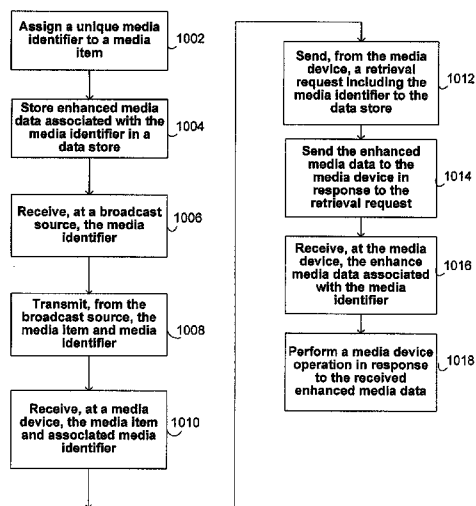 Assign a unique media
identifier to a media
item
1002
Store enhanced media
data associated with the
media identifier in a
data store
1004
Receive, at a broadcast
source, the media
identifier
1006
Transmit, from the
broadcast source, the
media item and media
identifier
1008
Receive, at a media
device, the media item
and associated media
identifier
1010
Send, from the media
device, a retrieval
request including the
media identifier to the
data store
1012
Send the enhanced
media data to the
media device in
response to the
retrieval request
1014
Receive, at the media
device, the enhance
media data associated
with the media identifier
1016
Perform a media device
operation in response to
the received enhanced
media data
1018